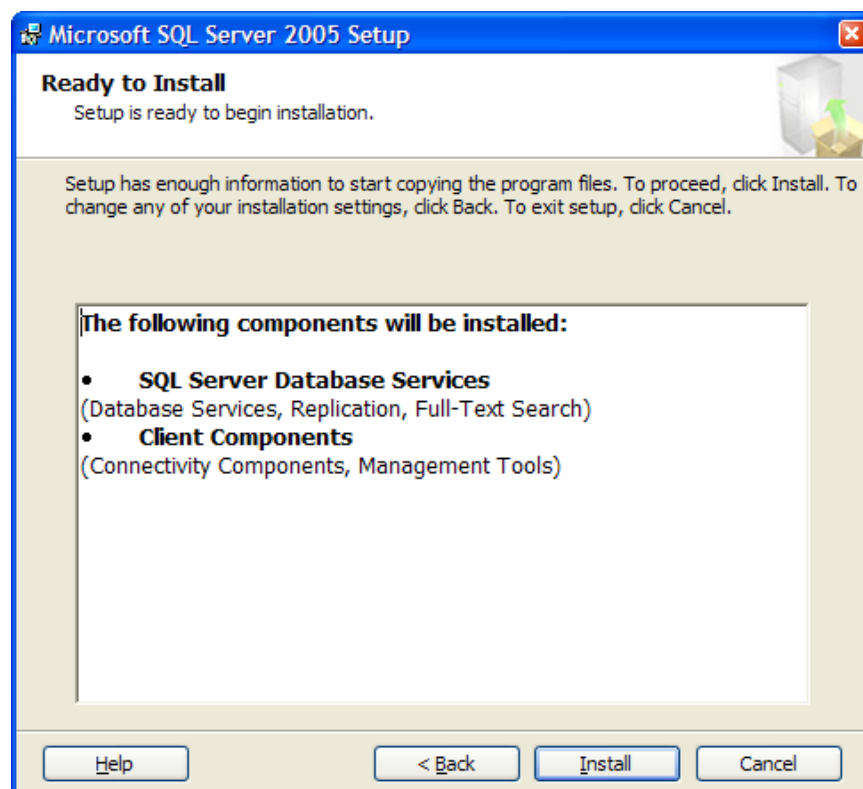 Microsoft SQL Server 2005 Setup
Ready to Install
Setup is ready to begin installation.
Setup has enough information to start copying the program files. To proceed, click Install. To
change any of your installation settings, click Back. To exit setup, click Cancel.
The following components will be installed:
• SQL Server Database Services
(Database Services, Replication, Full-Text Search)
• Client Components
(Connectivity Components, Management Tools)
Help < Back Install Cancel